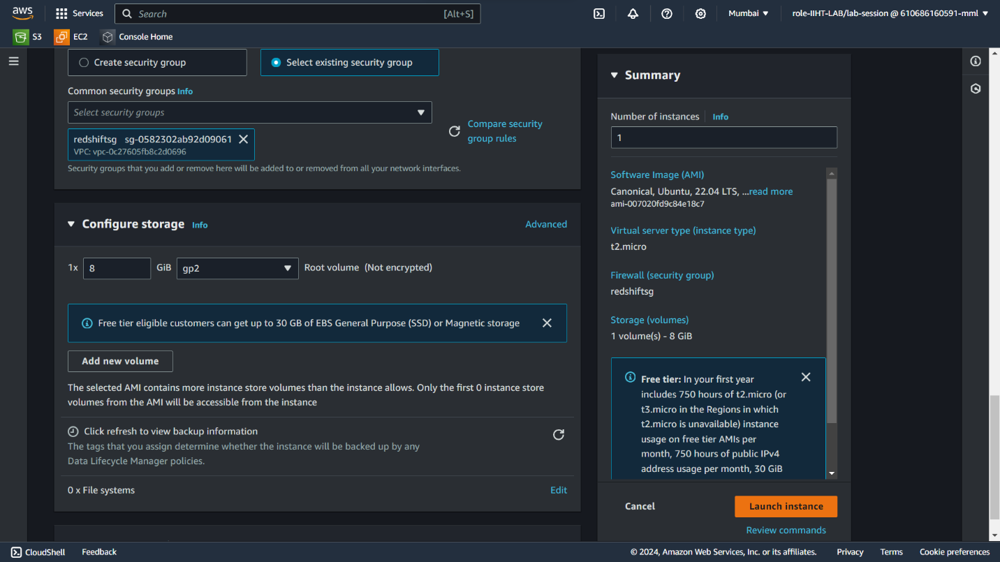 aws
Services
Search
[Alt+S]
Mumbai
role-IIHT-LAB/lab-session @ 610686160591-mml
S3
EC2
Console Home
Create security group
Select existing security group
Common security groups Info
Select security groups
redshiftsg sg-0582302ab92d09061
VPC: vpc-0c27605fb8c2d0696
Compare security
group rules
Security groups that you add or remove here will be added to or removed from all your network interfaces.
Configure storage Info
Advanced
1x 8 GiB gp2 Root volume (Not encrypted)
Free tier eligible customers can get up to 30 GB of EBS General Purpose (SSD) or Magnetic storage
Add new volume
The selected AMI contains more instance store volumes than the instance allows. Only the first 0 instance store
volumes from the AMI will be accessible from the instance
Click refresh to view backup information
The tags that you assign determine whether the instance will be backed up by any
Data Lifecycle Manager policies.
0 x File systems
Edit
Summary
Number of instances Info
1
Software Image (AMI)
Canonical, Ubuntu, 22.04 LTS, ...read more
ami-007020fd9c84e18c7
Virtual server type (instance type)
t2.micro
Firewall (security group)
redshiftsg
Storage (volumes)
1 volume(s) - 8 GiB
Free tier: In your first year
includes 750 hours of t2.micro (or
t3.micro in the Regions in which
t2.micro is unavailable) instance
usage on free tier AMIs per
month, 750 hours of public IPv4
address usage per month, 30 GiB
Cancel
Launch instance
Review commands
CloudShell
Feedback
© 2024, Amazon Web Services, Inc. or its affiliates.
Privacy
Terms
Cookie preferences